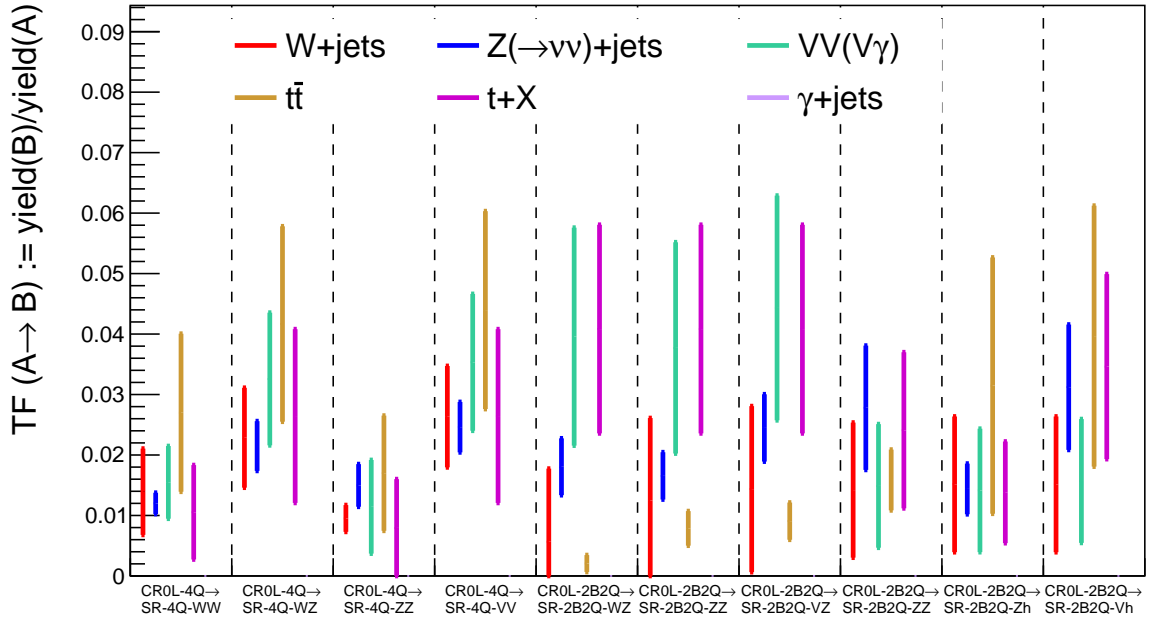 TF (A→ B) := yield(B)/yield(A)
W+jets
Z(→νν)+jets
VV(Vγ)
tt̄
t+X
γ+jets
0.09
0.08
0.07
0.06
0.05
0.04
0.03
0.02
0.01
0
CR0L-4Q→
SR-4Q-WW
CR0L-4Q→
SR-4Q-WZ
CR0L-4Q→
SR-4Q-ZZ
CR0L-4Q→
SR-4Q-VV
CR0L-2B2Q→
SR-2B2Q-WZ
CR0L-2B2Q→
SR-2B2Q-ZZ
CR0L-2B2Q→
SR-2B2Q-VZ
CR0L-2B2Q→
SR-2B2Q-ZZ
CR0L-2B2Q→
SR-2B2Q-Zh
CR0L-2B2Q→
SR-2B2Q-Vh